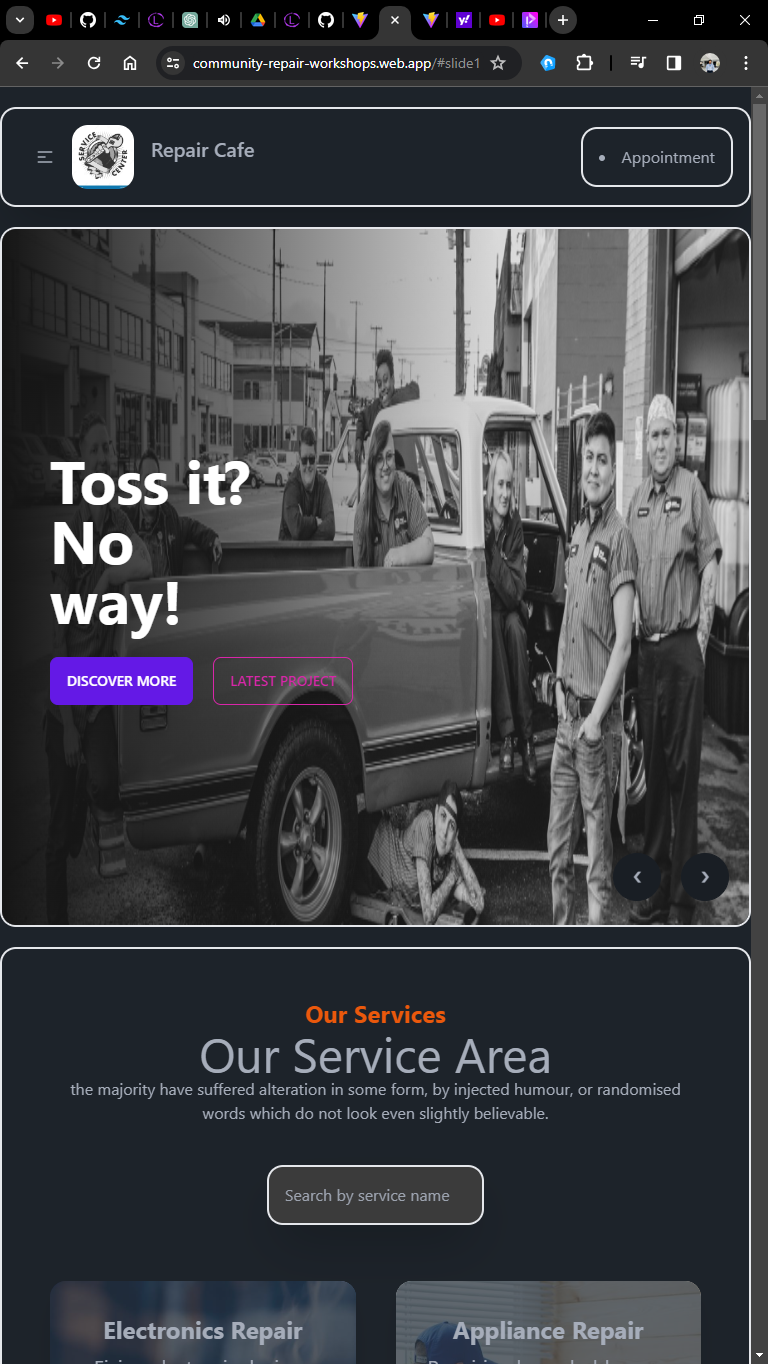 community-repair-workshops.web.app/#slide1
SERVICE
CENTER
Repair Cafe
Appointment
Toss it?
No
way!
DISCOVER MORE
LATEST PROJECT
Our Services
Our Service Area
the majority have suffered alteration in some form, by injected humour, or randomised
words which do not look even slightly believable.
Search by service name
Electronics Repair
Appliance Repair